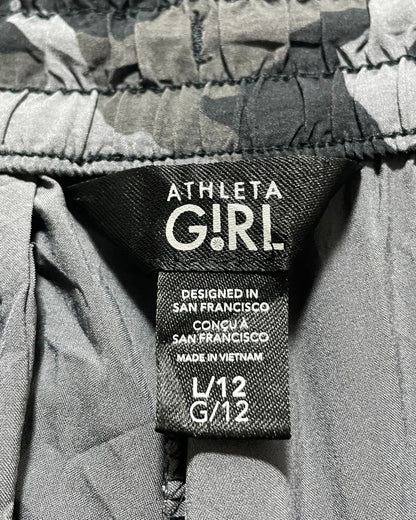 ATHLETA
G!RL
DESIGNED IN
SAN FRANCISCO
CONÇU À
SAN FRANCISCO
MADE IN VIETNAM
L/12
G/12